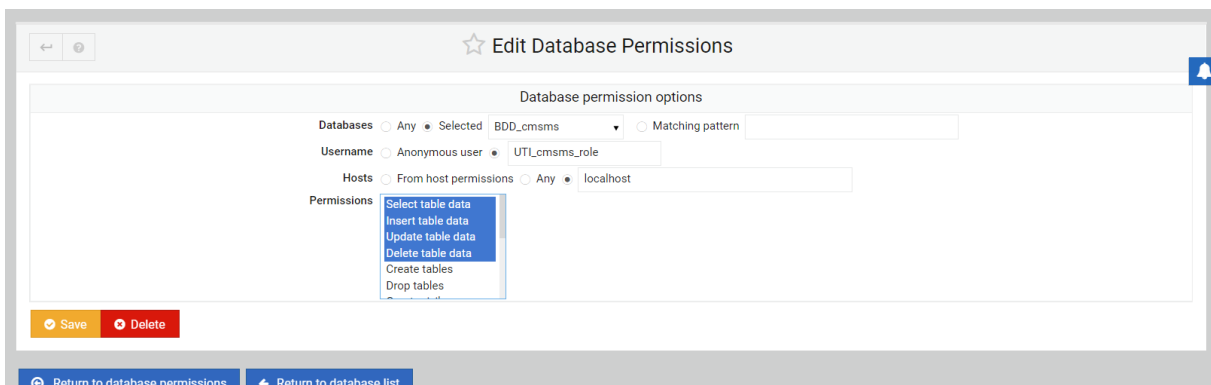 Edit Database Permissions
Database permission options
Databases Any Selected BDD_cmsms Matching pattern
Username Anonymous user UTI_cmsms_role
Hosts From host permissions Any localhost
Permissions Select table data
Insert table data
Update table data
Delete table data
Create tables
Drop tables
Save Delete
Return to database permissions Return to database list